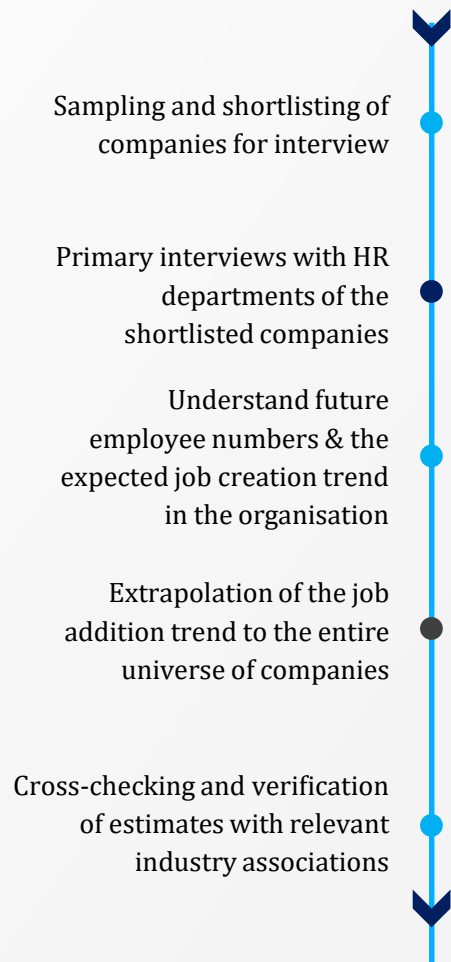 Sampling and shortlisting of
companies for interview
Primary interviews with HR
departments of the
shortlisted companies
Understand future
employee numbers & the
expected job creation trend
in the organisation
Extrapolation of the job
addition trend to the entire
universe of companies
Cross-checking and verification
of estimates with relevant
industry associations